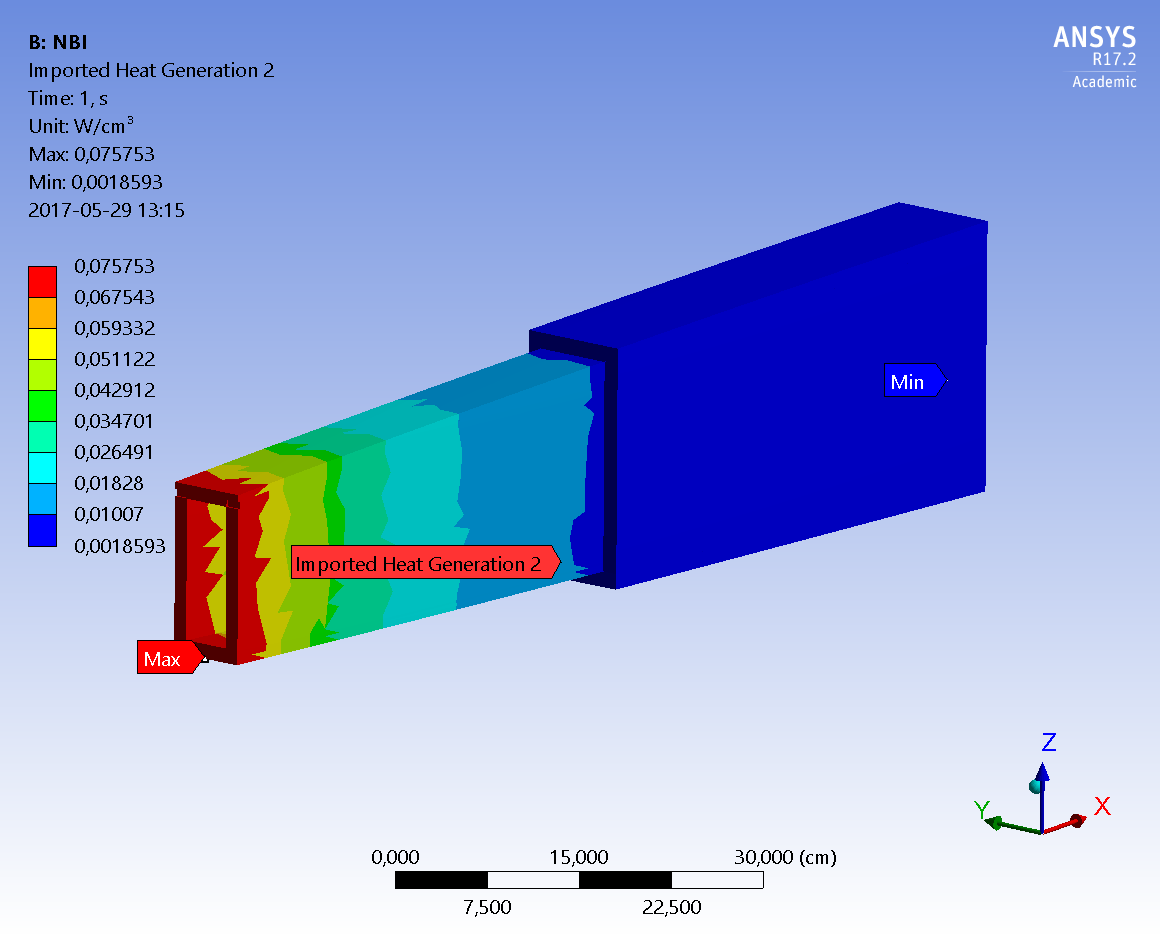 B: NBI
Imported Heat Generation 2
Time: 1, s
Unit: W/cm³
Max: 0,075753
Min: 0,0018593
2017-05-29 13:15
ANSYS
R17.2
Academic
0,075753
0,067543
0,059332
0,051122
0,042912
0,034701
0,026491
0,01828
0,01007
0,0018593
Min
Imported Heat Generation 2
Max
Z
Y
X
0,000 15,000 30,000 (cm)
7,500 22,500